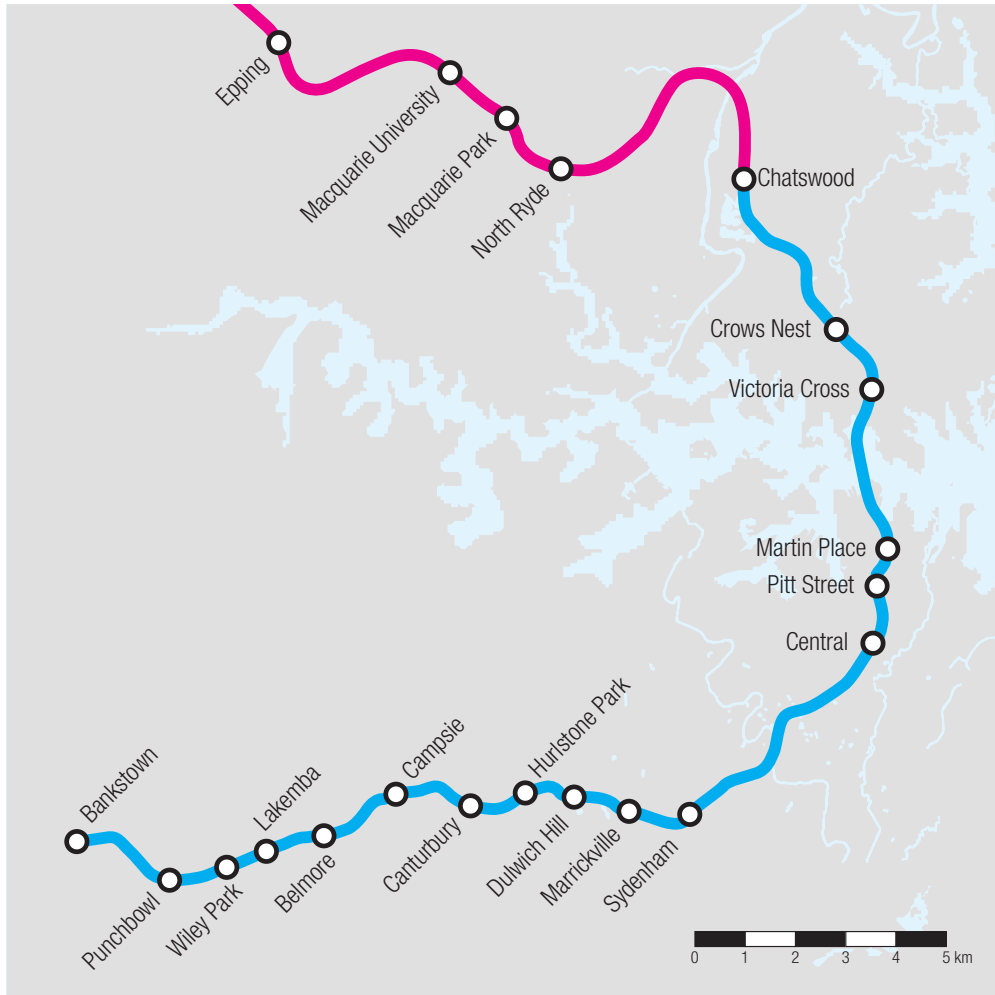 Epping
Macquarie University
Macquarie Park
North Ryde
Chatswood
Crows Nest
Victoria Cross
Martin Place
Pitt Street
Central
Bankstown
Punchbowl
Wiley Park
Lakemba
Belmore
Campsie
Canturbury
Hurlstone Park
Dulwich Hill
Marrickville
Sydenham
0 1 2 3 4 5 km